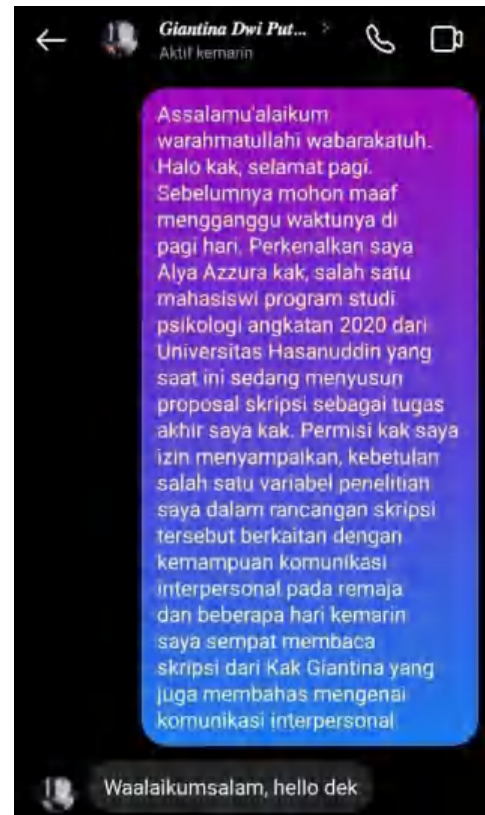 Giantina Dwi Put...
Aktif kemarin
Assalamu'alaikum
warahmatullahi wabarakatuh.
Halo kak, selamat pagi.
Sebelumnya mohon maaf
mengganggu waktunya di
pagi hari. Perkenalkan saya
Alya Azzura kak, salah satu
mahasiswi program studi
psikologi angkatan 2020 dari
Universitas Hasanuddin yang
saat ini sedang menyusun
proposal skripsi sebagai tugas
akhir saya kak. Permisi kak saya
izin menyampaikan, kebetulan
salah satu variabel penelitian
saya dalam rancangan skripsi
tersebut berkaitan dengan
kemampuan komunikasi
interpersonal pada remaja
dan beberapa hari kemarin
saya sempat membaca
skripsi dari Kak Giantina yang
juga membahas mengenai
komunikasi interpersonal
Waalaikumsalam, hello dek